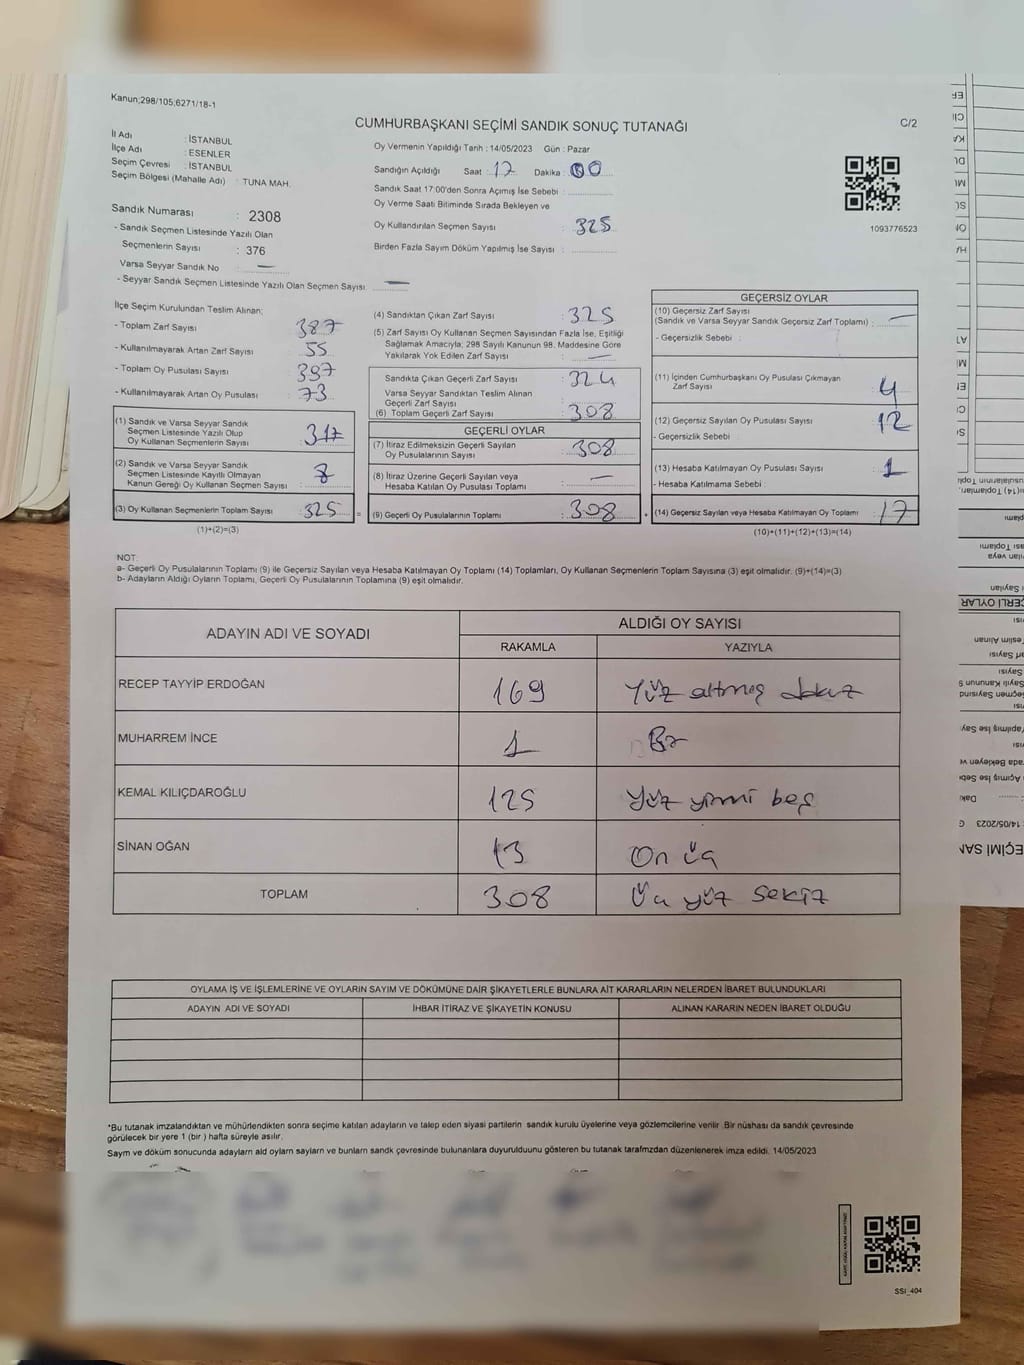 Kanun;298/105;6271/18-1
CUMHURBAŞKANI SEÇİMİ SANDIK SONUÇ TUTANAĞI
C/2
İl Adı : İSTANBUL
İlçe Adı : ESENLER
Seçim Çevresi : İSTANBUL
Seçim Bölgesi (Mahalle Adı) : TUNA MAH.
Sandık Numarası : 2308
- Sandık Seçmen Listesinde Yazılı Olan
Seçmenlerin Sayısı : 376
Varsa Seyyar Sandık No : —
- Seyyar Sandık Seçmen Listesinde Yazılı Olan Seçmen Sayısı —
Oy Vermenin Yapıldığı Tarih : 14/05/2023 Gün : Pazar
Sandığın Açıldığı Saat : 17 Dakika : 00
Sandık Saat 17:00'den Sonra Açımış İse Sebebi :
Oy Verme Saati Bitiminde Sırada Bekleyen ve
Oy Kullandırılan Seçmen Sayısı : 325
Birden Fazla Sayım Döküm Yapılmış İse Sayısı :
1093776523
İlçe Seçim Kurulundan Teslim Alınan;
- Toplam Zarf Sayısı 387
- Kullanılmayarak Artan Zarf Sayısı 55
- Toplam Oy Pusulası Sayısı 397
- Kullanılmayarak Artan Oy Pusulası 73
(1) Sandık ve Varsa Seyyar Sandık
Seçmen Listesinde Yazılı Olup
Oy Kullanan Seçmenlerin Sayısı : 317
(2) Sandık ve Varsa Seyyar Sandık
Seçmen Listesinde Kayıtlı Olmayan
Kanun Gereği Oy Kullanan Seçmen Sayısı : 8
(3) Oy Kullanan Seçmenlerin Toplam Sayısı : 325 =
(1)+(2)=(3)
(4) Sandıktan Çıkan Zarf Sayısı : 325
(5) Zarf Sayısı Oy Kullanan Seçmen Sayısından Fazla İse, Eşitliği
Sağlamak Amacıyla; 298 Sayılı Kanunun 98. Maddesine Göre
Yakılarak Yok Edilen Zarf Sayısı : —
Sandıkta Çıkan Geçerli Zarf Sayısı : 324
Varsa Seyyar Sandıktan Teslim Alınan
Geçerli Zarf Sayısı :
(6) Toplam Geçerli Zarf Sayısı : 308
GEÇERLİ OYLAR
(7) İtiraz Edilmeksizin Geçerli Sayılan
Oy Pusulalarının Sayısı : 308
(8) İtiraz Üzerine Geçerli Sayılan veya
Hesaba Katılan Oy Pusulası Toplamı : —
(9) Geçerli Oy Pusulalarının Toplamı : 308 +
GEÇERSİZ OYLAR
(10) Geçersiz Zarf Sayısı
(Sandık ve Varsa Seyyar Sandık Geçersiz Zarf Toplamı) : —
- Geçersizlik Sebebi :
(11) İçinden Cumhurbaşkanı Oy Pusulası Çıkmayan
Zarf Sayısı : 4
(12) Geçersiz Sayılan Oy Pusulası Sayısı : 12
- Geçersizlik Sebebi :
(13) Hesaba Katılmayan Oy Pusulası Sayısı : 1
- Hesaba Katılmama Sebebi :
(14) Geçersiz Sayılan veya Hesaba Katılmayan Oy Toplamı : 17
(10)+(11)+(12)+(13)=(14)
NOT:
a- Geçerli Oy Pusulalarının Toplamı (9) ile Geçersiz Sayılan veya Hesaba Katılmayan Oy Toplamı (14) Toplamları, Oy Kullanan Seçmenlerin Toplam Sayısına (3) eşit olmalıdır. (9)+(14)=(3)
b- Adayların Aldığı Oyların Toplamı, Geçerli Oy Pusulalarının Toplamına (9) eşit olmalıdır.
ADAYIN ADI VE SOYADI ALDIĞI OY SAYISI
RAKAMLA YAZIYLA
RECEP TAYYİP ERDOĞAN 169 Yüz altmış dokuz
MUHARREM İNCE 1 Bir
KEMAL KILIÇDAROĞLU 125 Yüz yirmi beş
SİNAN OĞAN 13 On üç
TOPLAM 308 Üç yüz sekiz
OYLAMA İŞ VE İŞLEMLERİNE VE OYLARIN SAYIM VE DÖKÜMÜNE DAİR ŞİKAYETLERLE BUNLARA AİT KARARLARIN NELERDEN İBARET BULUNDUKLARI
ADAYIN ADI VE SOYADI İHBAR İTİRAZ VE ŞİKAYETİN KONUSU ALINAN KARARIN NEDEN İBARET OLDUĞU
*Bu tutanak imzalandıktan ve mühürlendikten sonra seçime katılan adayların ve talep eden siyasi partilerin sandık kurulu üyelerine veya gözlemcilerine verilir .Bir nüshası da sandık çevresinde
görülecek bir yere 1 (bir ) hafta süreyle asılır.
Saym ve döküm sonucunda adaylarn ald oylarn saylarn ve bunlarn sandk çevresinde bulunanlara duyurulduunu gösteren bu tutanak tarafmzdan düzenlenerek imza edildi. 14/05/2023
SSI_404